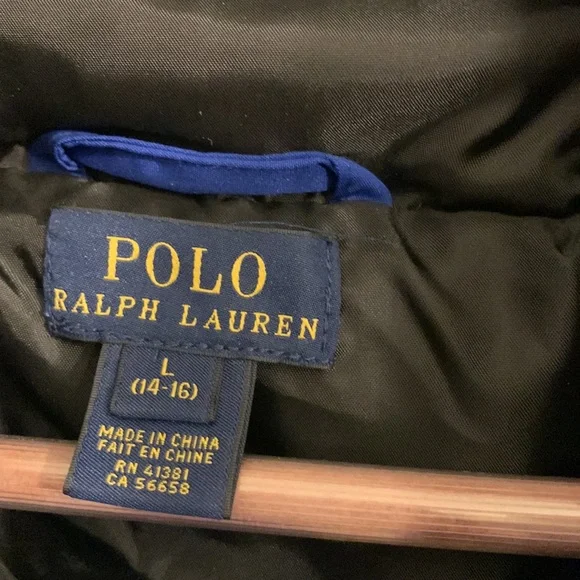 POLO
RALPH LAUREN
L
(14-16)
MADE IN CHINA
FAIT EN CHINE
RN 41381
CA 56658